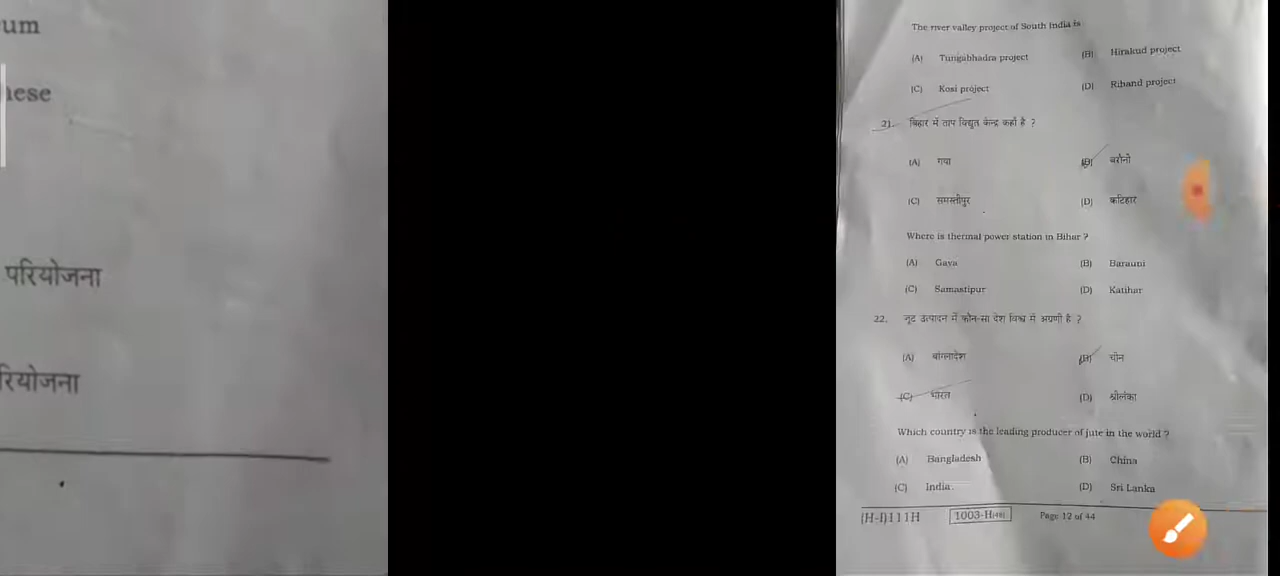 um
hese
परियोजना
रियोजना
The river valley project of South India is
(A) Tungabhadra project (B) Hirakud project
(C) Kosi project (D) Rihand project
21. बिहार में ताप विद्युत केन्द्र कहाँ है ?
(A) गया (B) बरौनी
(C) समस्तीपुर (D) कटिहार
Where is thermal power station in Bihar ?
(A) Gaya (B) Barauni
(C) Samastipur (D) Katihar
22. जूट उत्पादन में कौन-सा देश विश्व में अग्रणी है ?
(A) बांग्लादेश (B) चीन
(C) भारत (D) श्रीलंका
Which country is the leading producer of jute in the world ?
(A) Bangladesh (B) China
(C) India (D) Sri Lanka
(H-I)111H 1003-H(48) Page 12 of 44